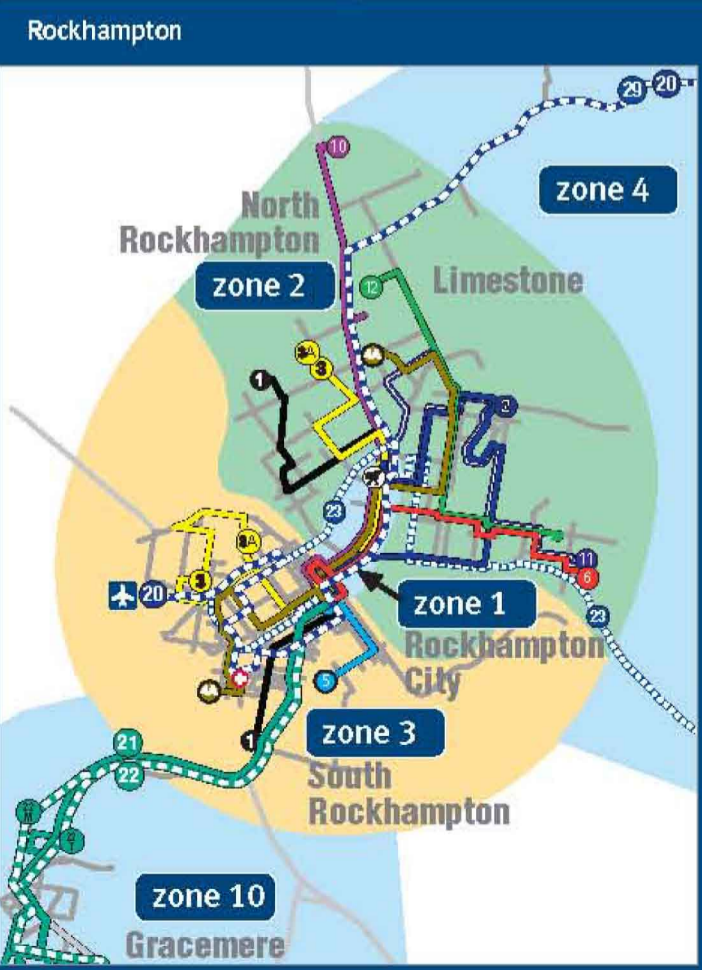 Rockhampton
29
20
10
zone 4
North
Rockhampton
zone 2
12
Limestone
3A
3
4A
1
2
23
3A
3
20
11
6
zone 1
23
Rockhampton
City
5
4A
1
zone 3
21
22
South
Rockhampton
zone 10
Gracemere